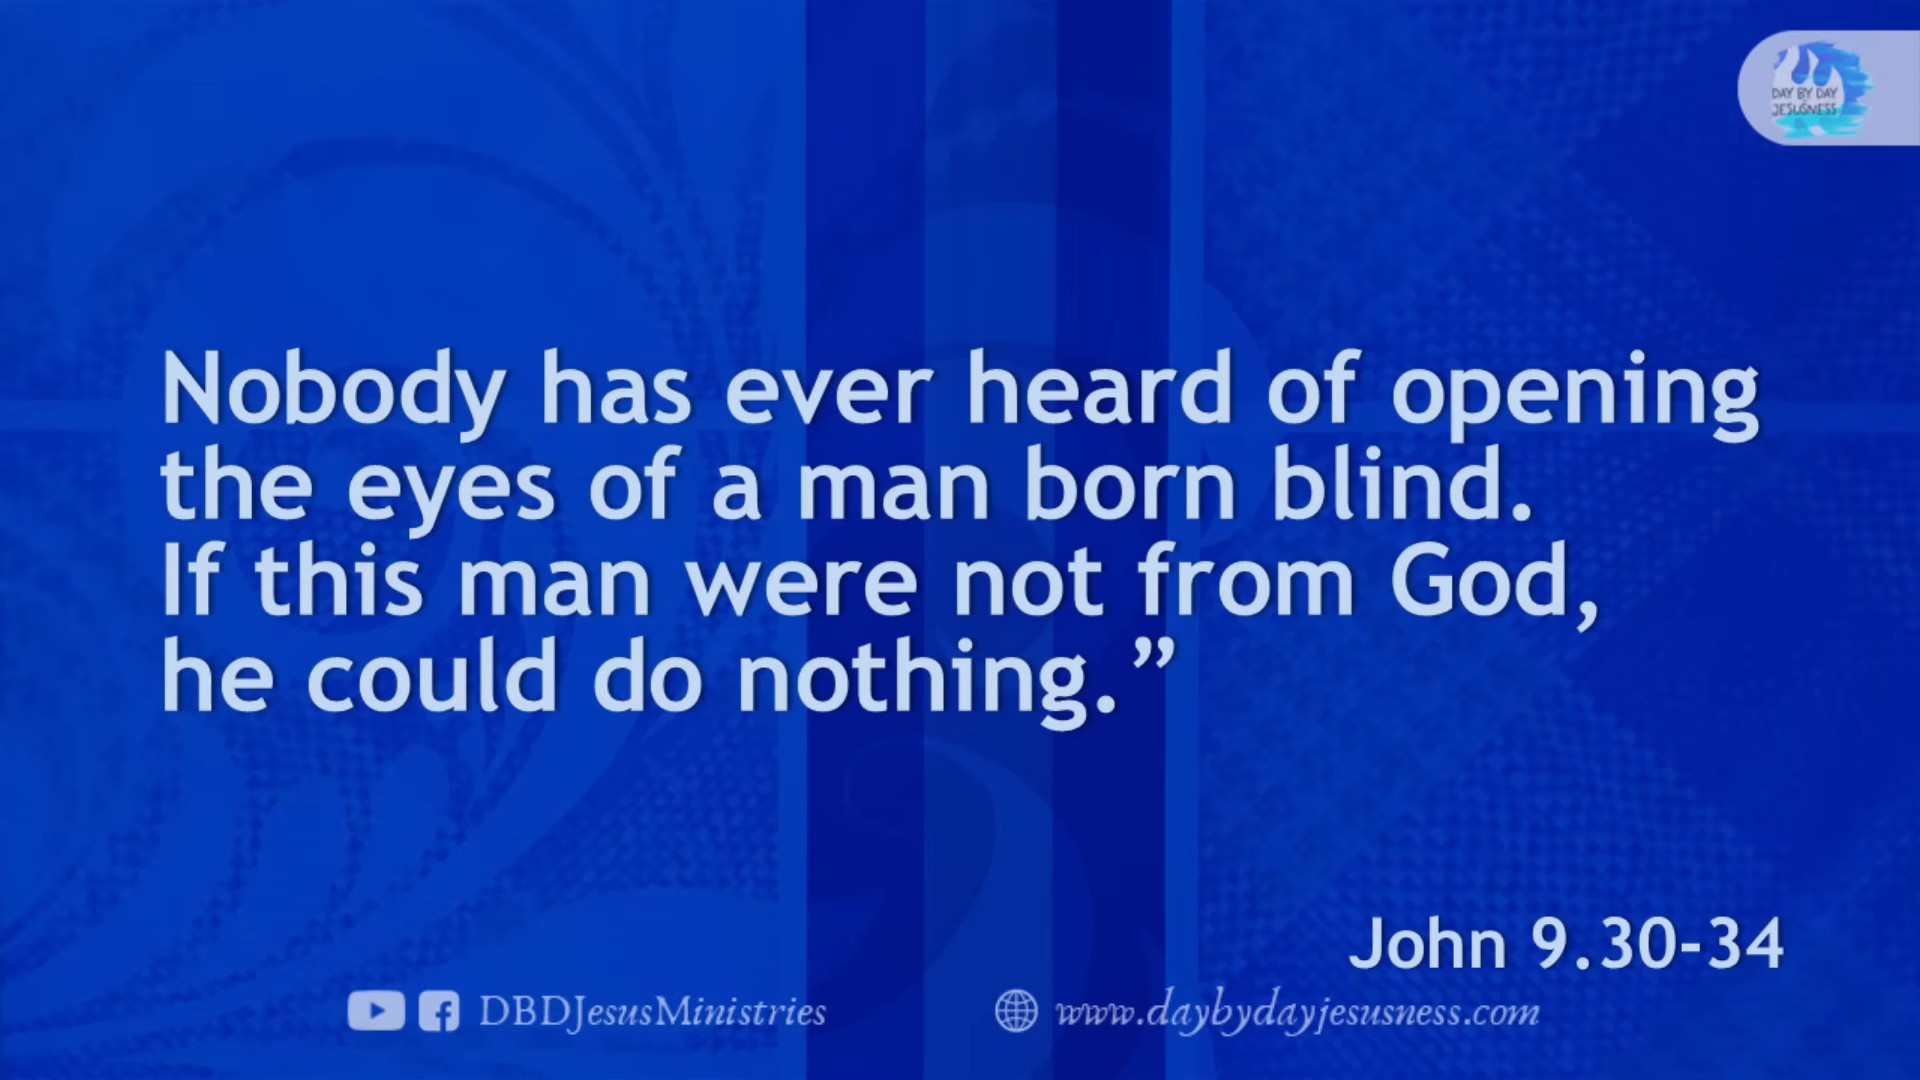 DAY BY DAY
JESUSNESS
Nobody has ever heard of opening
the eyes of a man born blind.
If this man were not from God,
he could do nothing.”
John 9.30-34
DBDJesusMinistries
www.daybydayjesusness.com